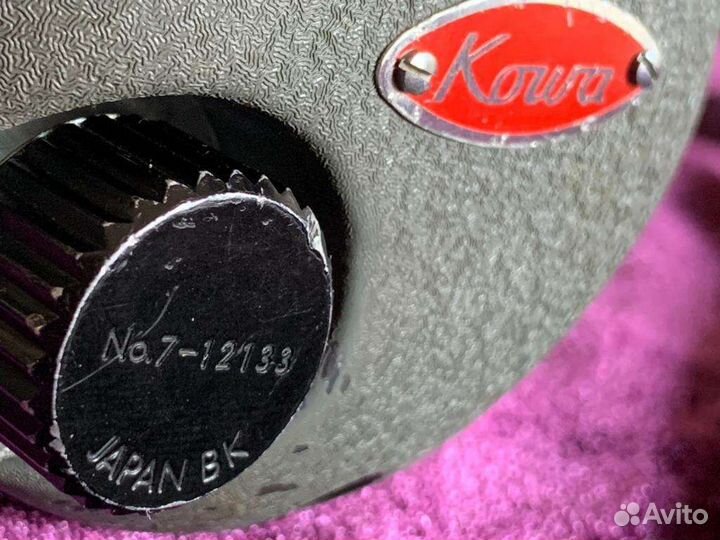 Kowa
No.7-12133
JAPAN BK
Avito